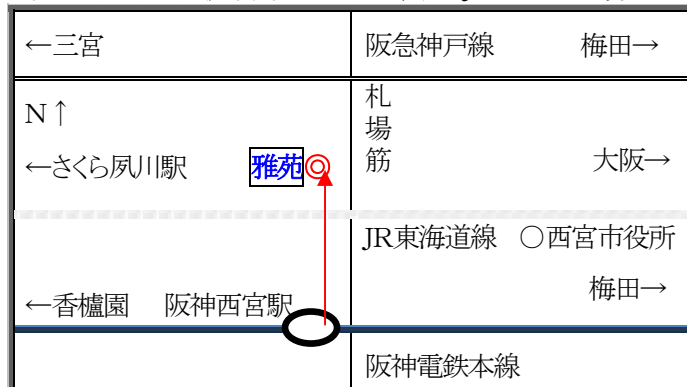 ←三宮
阪急神戸線 梅田→
N↑
札場筋
←さくら夙川駅 雅苑◎
大阪→
JR東海道線 ○西宮市役所
梅田→
←香櫨園 阪神西宮駅
阪神電鉄本線